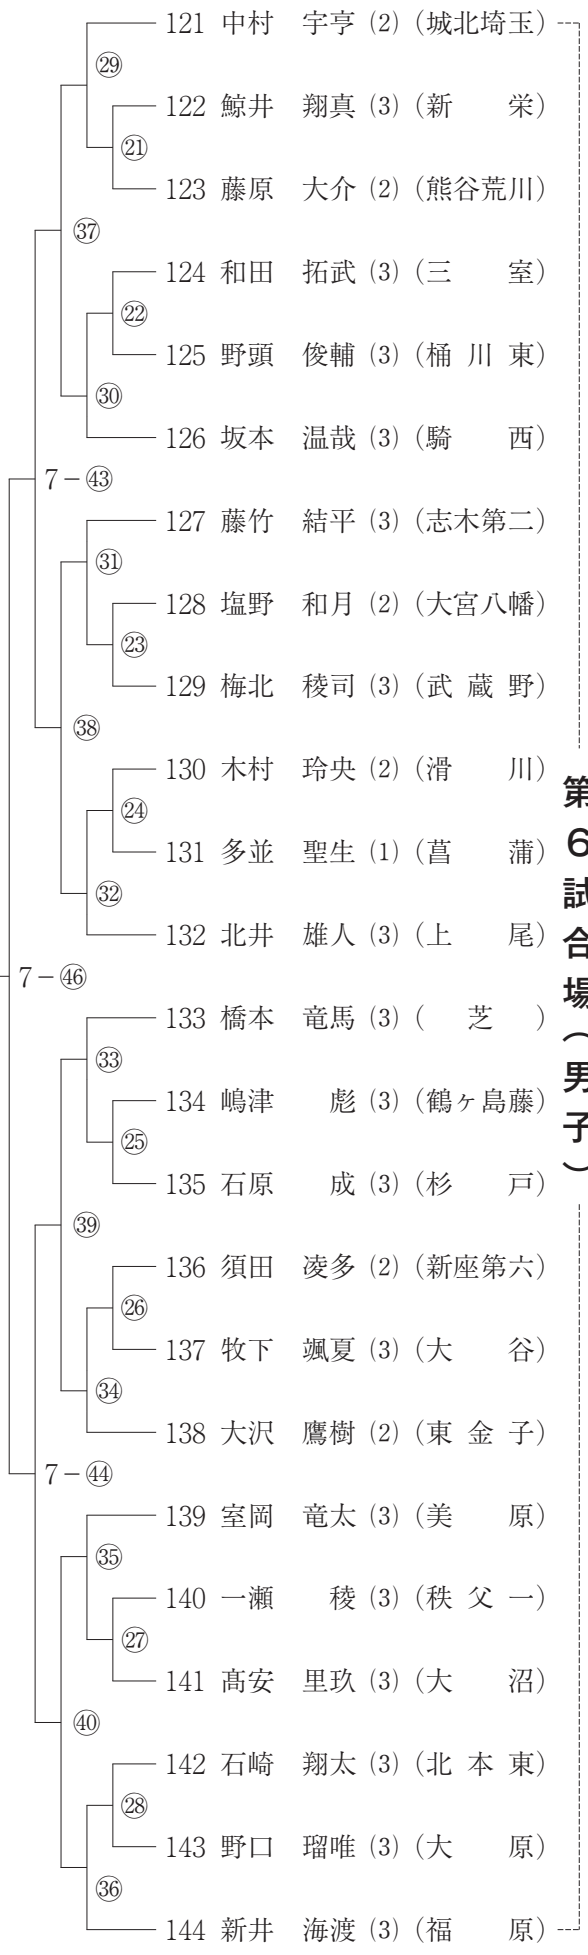 121 中村 宇亨 (2) (城北埼玉)
㉙
122 鯨井 翔真 (3) (新 栄)
㉑
123 藤原 大介 (2) (熊谷荒川)
㊲
124 和田 拓武 (3) (三 室)
㉒
125 野頭 俊輔 (3) (桶川東)
㉚
126 坂本 温哉 (3) (騎 西)
7-㊸
127 藤竹 結平 (3) (志木第二)
㉛
128 塩野 和月 (2) (大宮八幡)
㉓
129 梅北 稜司 (3) (武蔵野)
㊳
130 木村 玲央 (2) (滑 川)
㉔
131 多並 聖生 (1) (菖 蒲)
㉜
132 北井 雄人 (3) (上 尾)
7-㊻
133 橋本 竜馬 (3) (芝)
㉝
134 嶋津 彪 (3) (鶴ヶ島藤)
㉕
135 石原 成 (3) (杉 戸)
㊴
136 須田 凌多 (2) (新座第六)
㉖
137 牧下 颯夏 (3) (大 谷)
㉞
138 大沢 鷹樹 (2) (東金子)
7-㊹
139 室岡 竜太 (3) (美 原)
㉟
140 一瀬 稜 (3) (秩父一)
㉗
141 髙安 里玖 (3) (大 沼)
㊵
142 石崎 翔太 (3) (北本東)
㉘
143 野口 瑠唯 (3) (大 原)
㊱
144 新井 海渡 (3) (福 原)
第6試合場(男子)